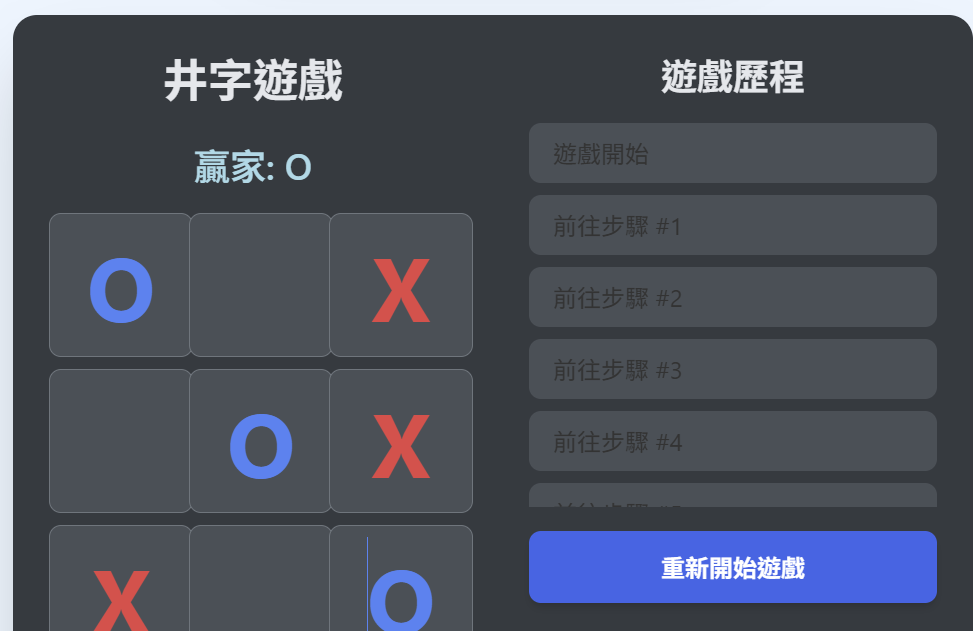 井字遊戲
贏家: O
O X
O X
X O
遊戲歷程
遊戲開始
前往步驟 #1
前往步驟 #2
前往步驟 #3
前往步驟 #4
重新開始遊戲